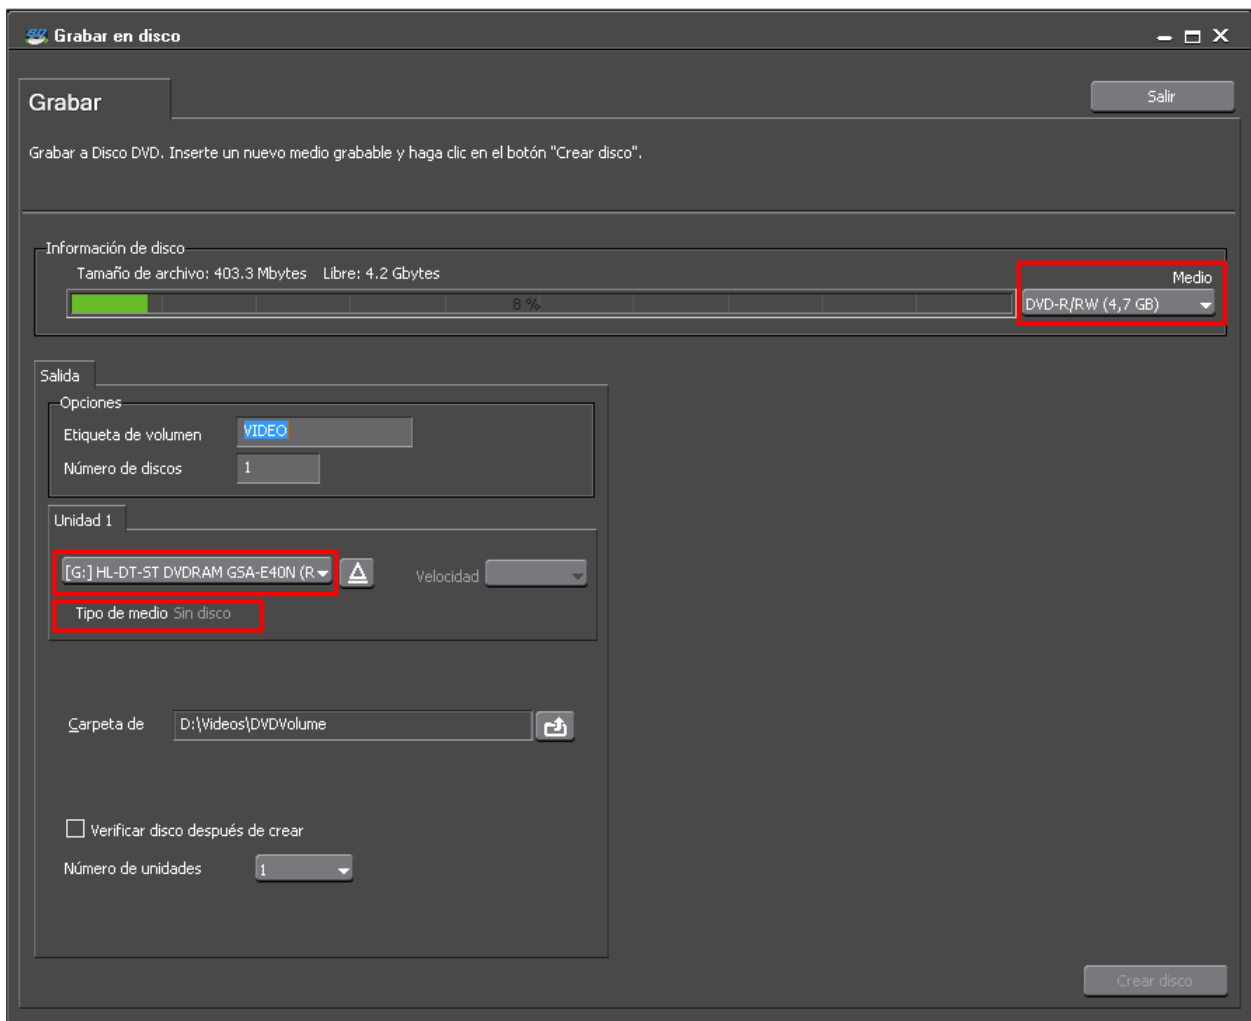 Grabar en disco
Grabar
Salir
Grabar a Disco DVD. Inserte un nuevo medio grabable y haga clic en el botón "Crear disco".
Información de disco
Tamaño de archivo: 403.3 Mbytes Libre: 4.2 Gbytes
Medio
8 %
DVD-R/RW (4,7 GB)
Salida
Opciones
Etiqueta de volumen VIDEO
Número de discos 1
Unidad 1
[G:] HL-DT-ST DVDRAM GSA-E40N (R
Velocidad
Tipo de medio Sin disco
Carpeta de D:\Videos\DVDVolume
Verificar disco después de crear
Número de unidades 1
Crear disco